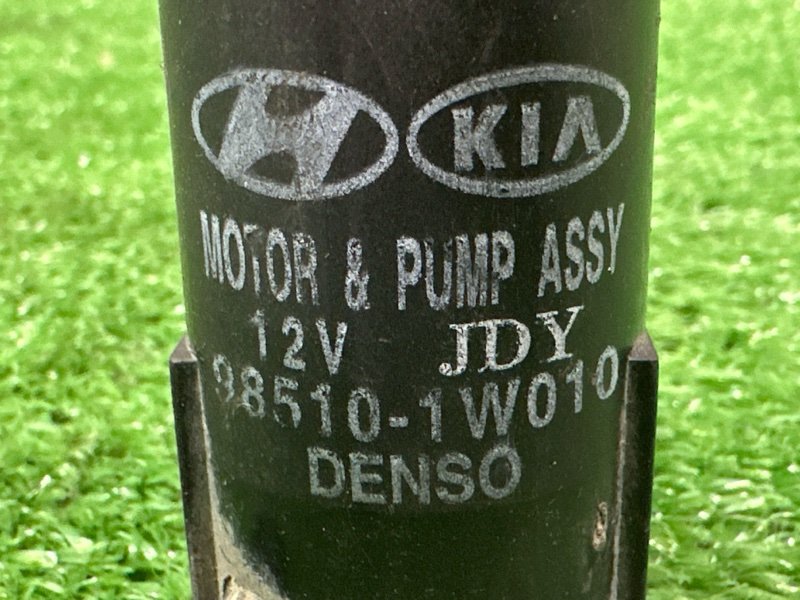 KIA
MOTOR & PUMP ASSY
12V JDY
98510-1W010
DENSO